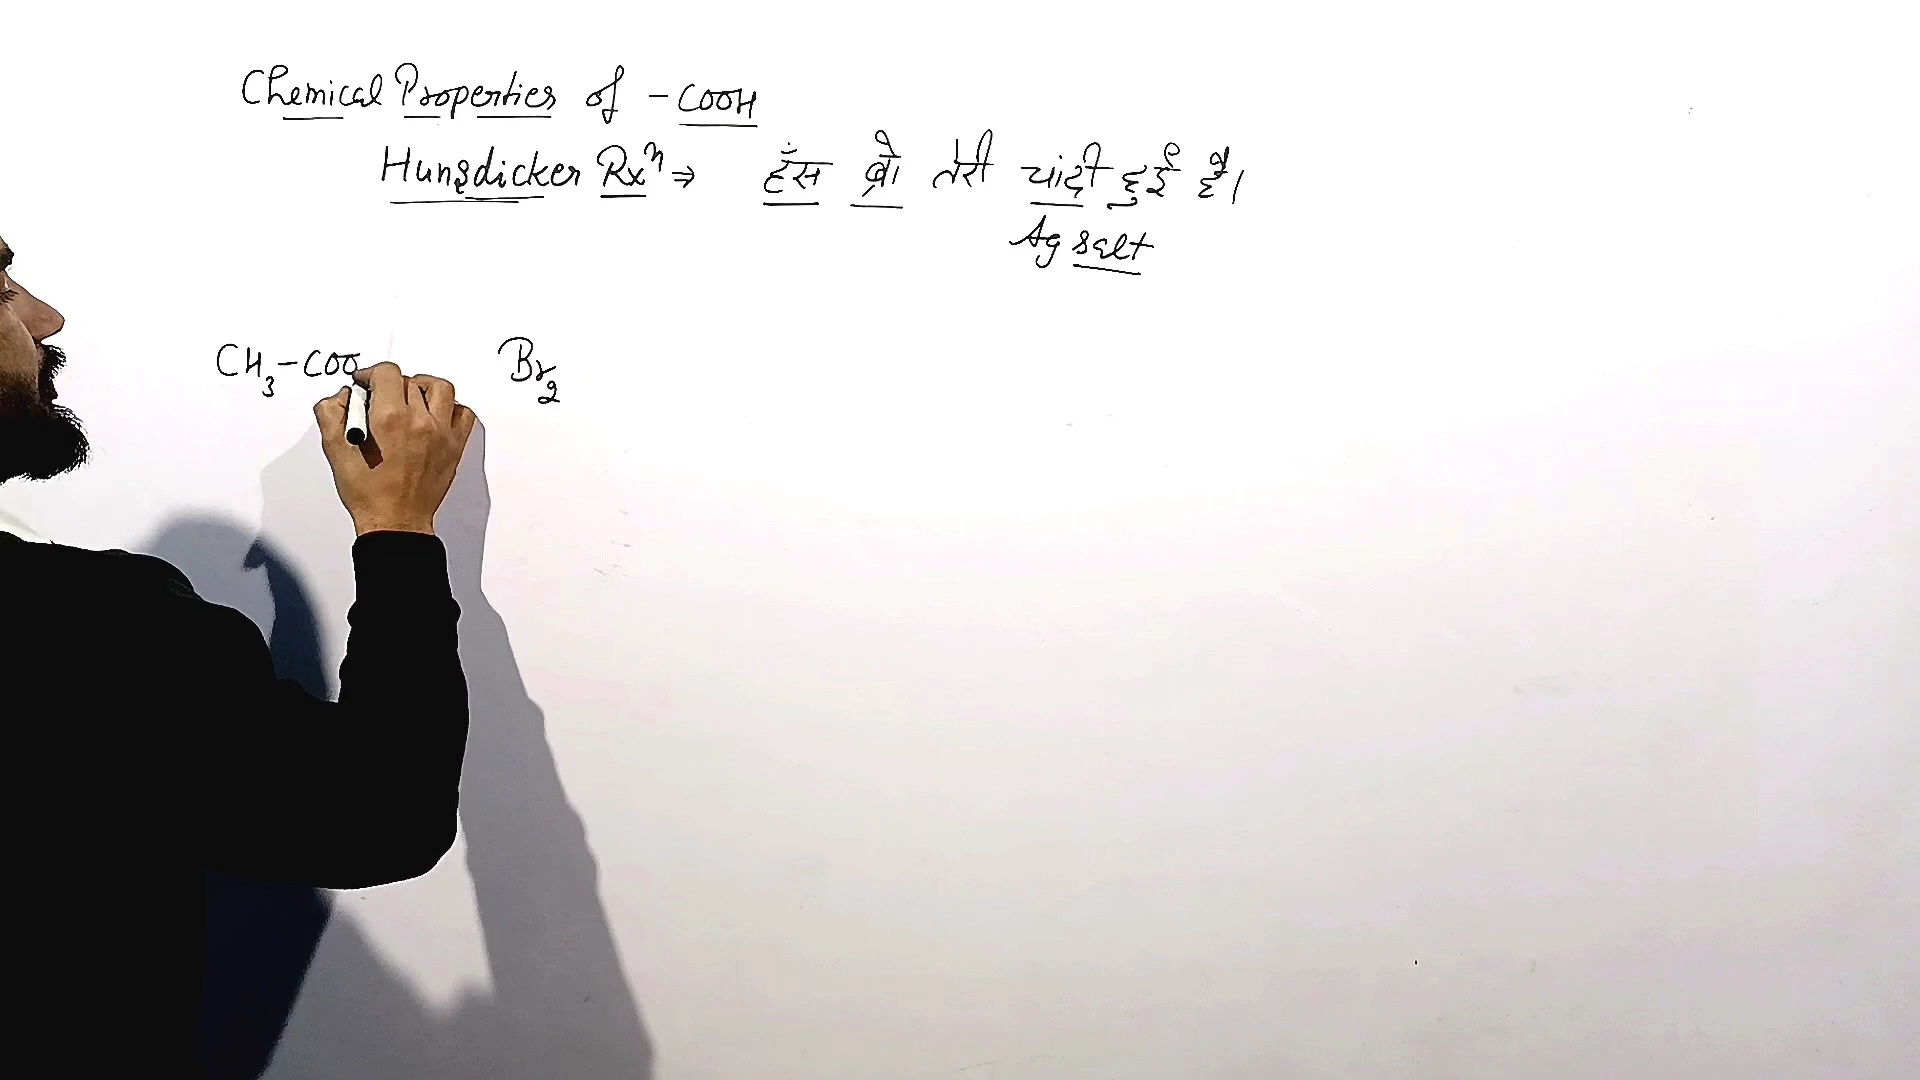 Chemical Properties of -COOH
Hunsdicker Rxⁿ ⇒ हंस ब्रो तेरी चांदी हुई है।
Ag salt
CH₃-COO Br₂